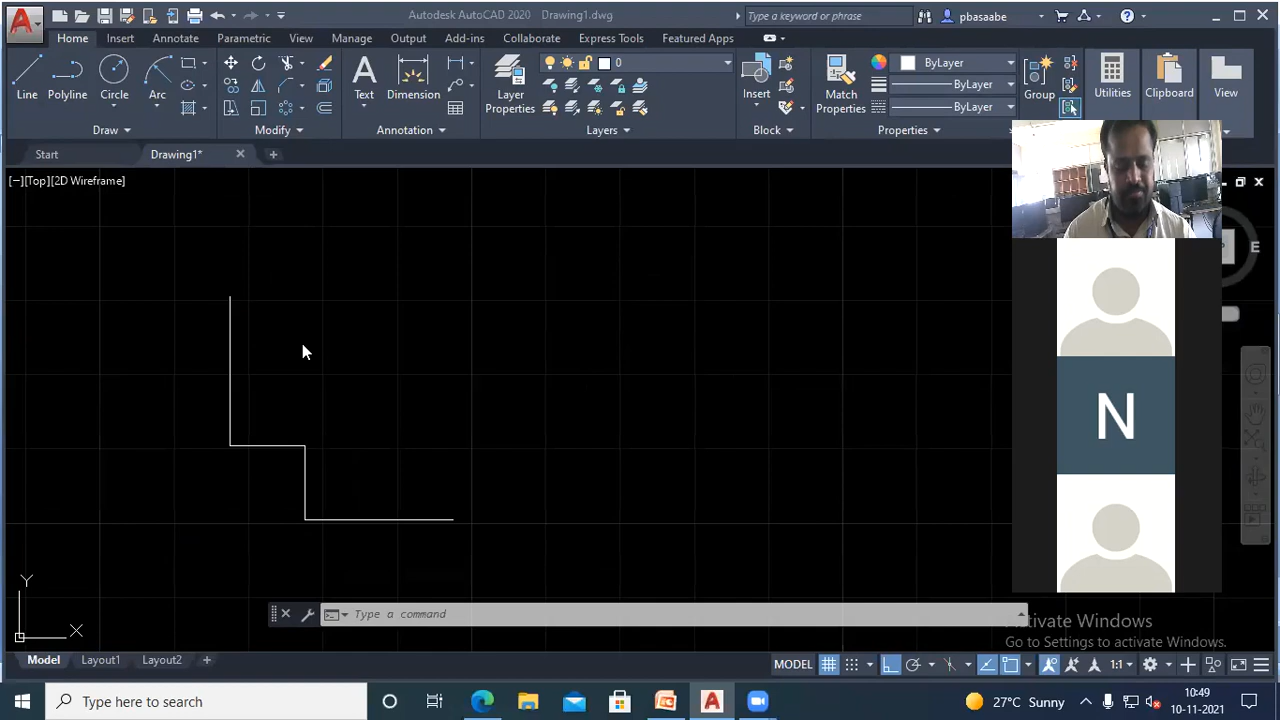 Autodesk AutoCAD 2020 Drawing1.dwg
Type a keyword or phrase
pbasaabe
Home Insert Annotate Parametric View Manage Output Add-ins Collaborate Express Tools Featured Apps
Line Polyline Circle Arc
Text Dimension
Layer Properties
0
Insert
Match Properties
ByLayer
ByLayer
ByLayer
Group
Utilities
Clipboard
View
Draw Modify Annotation Layers Block Properties
Start Drawing1*
[−][Top][2D Wireframe]
E
N
Y
X
Type a command
Activate Windows
Go to Settings to activate Windows.
Model Layout1 Layout2
MODEL 1:1
Type here to search
27°C Sunny
10:49
10-11-2021